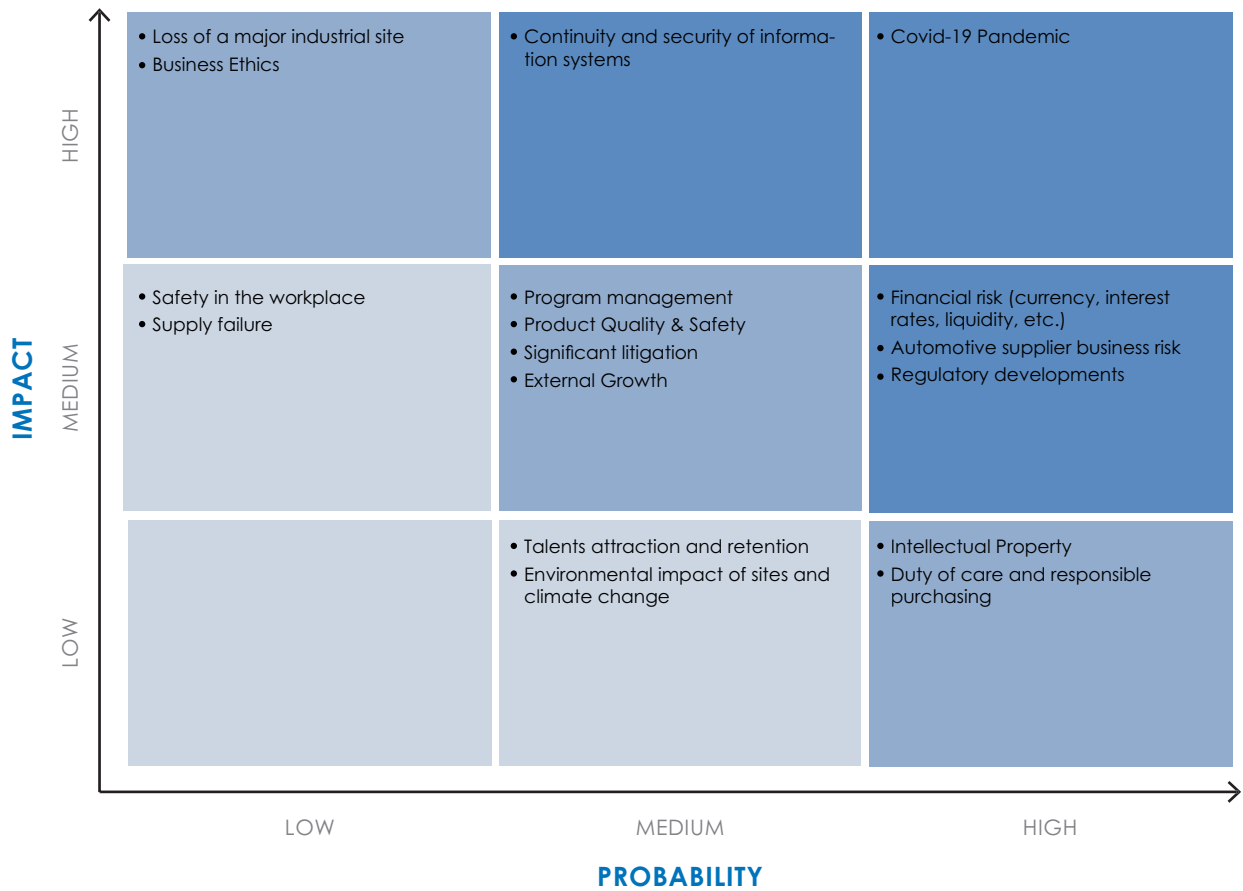 IMPACT
HIGH
• Loss of a major industrial site
• Business Ethics
• Continuity and security of informa-
tion systems
• Covid-19 Pandemic
MEDIUM
• Safety in the workplace
• Supply failure
• Program management
• Product Quality & Safety
• Significant litigation
• External Growth
• Financial risk (currency, interest
rates, liquidity, etc.)
• Automotive supplier business risk
• Regulatory developments
LOW
• Talents attraction and retention
• Environmental impact of sites and
climate change
• Intellectual Property
• Duty of care and responsible
purchasing
LOW
MEDIUM
HIGH
PROBABILITY